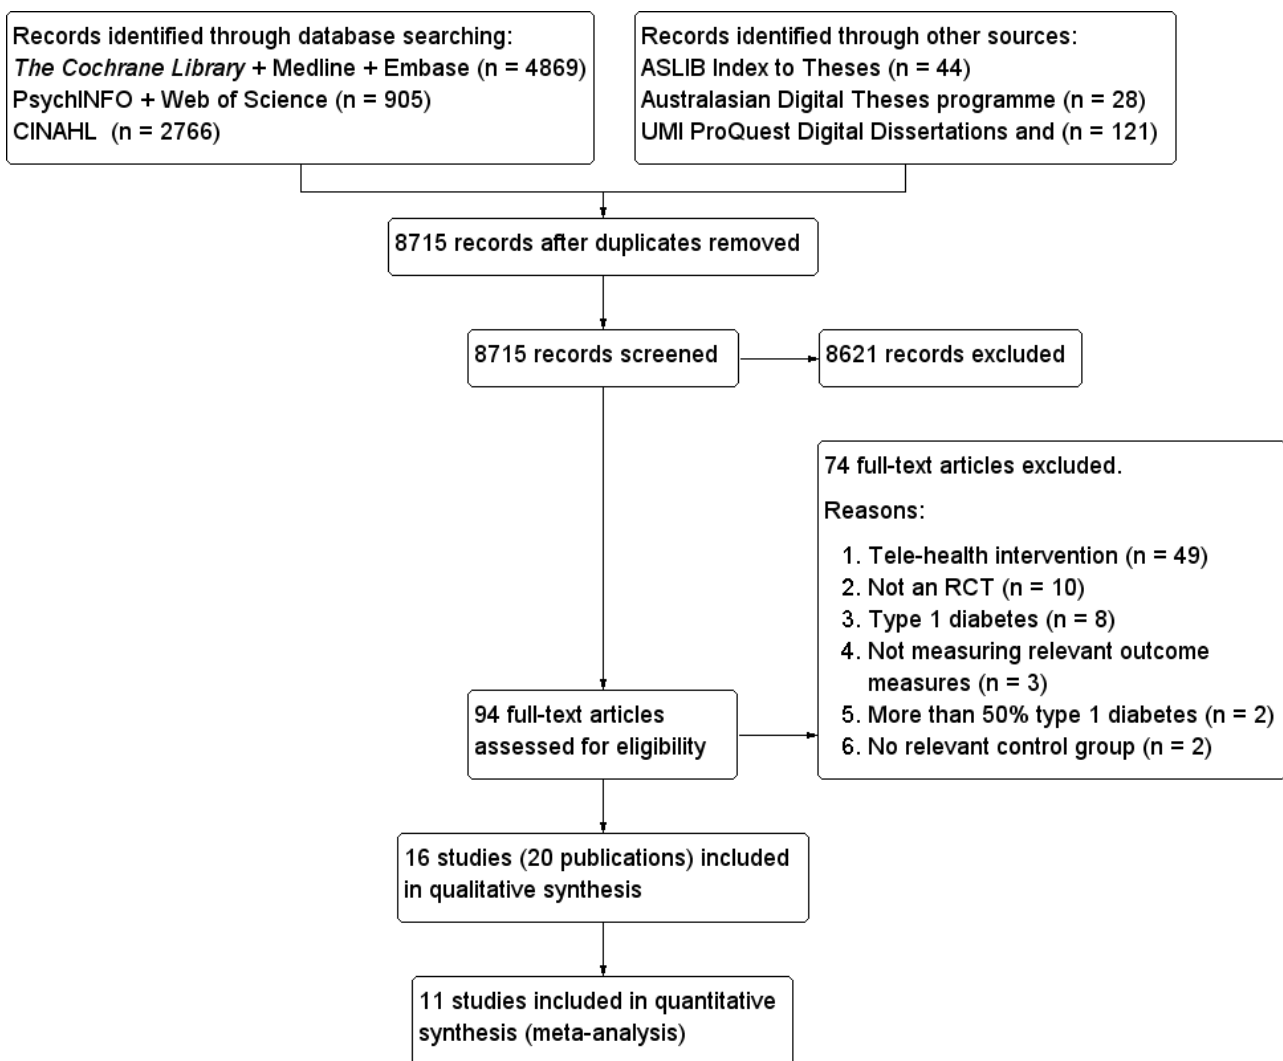 Records identified through database searching:
The Cochrane Library + Medline + Embase (n = 4869)
PsychINFO + Web of Science (n = 905)
CINAHL (n = 2766)
Records identified through other sources:
ASLIB Index to Theses (n = 44)
Australasian Digital Theses programme (n = 28)
UMI ProQuest Digital Dissertations and (n = 121)
8715 records after duplicates removed
8715 records screened
8621 records excluded
74 full-text articles excluded.
Reasons:
1. Tele-health intervention (n = 49)
2. Not an RCT (n = 10)
3. Type 1 diabetes (n = 8)
4. Not measuring relevant outcome
measures (n = 3)
5. More than 50% type 1 diabetes (n = 2)
6. No relevant control group (n = 2)
94 full-text articles
assessed for eligibility
16 studies (20 publications) included
in qualitative synthesis
11 studies included in quantitative
synthesis (meta-analysis)